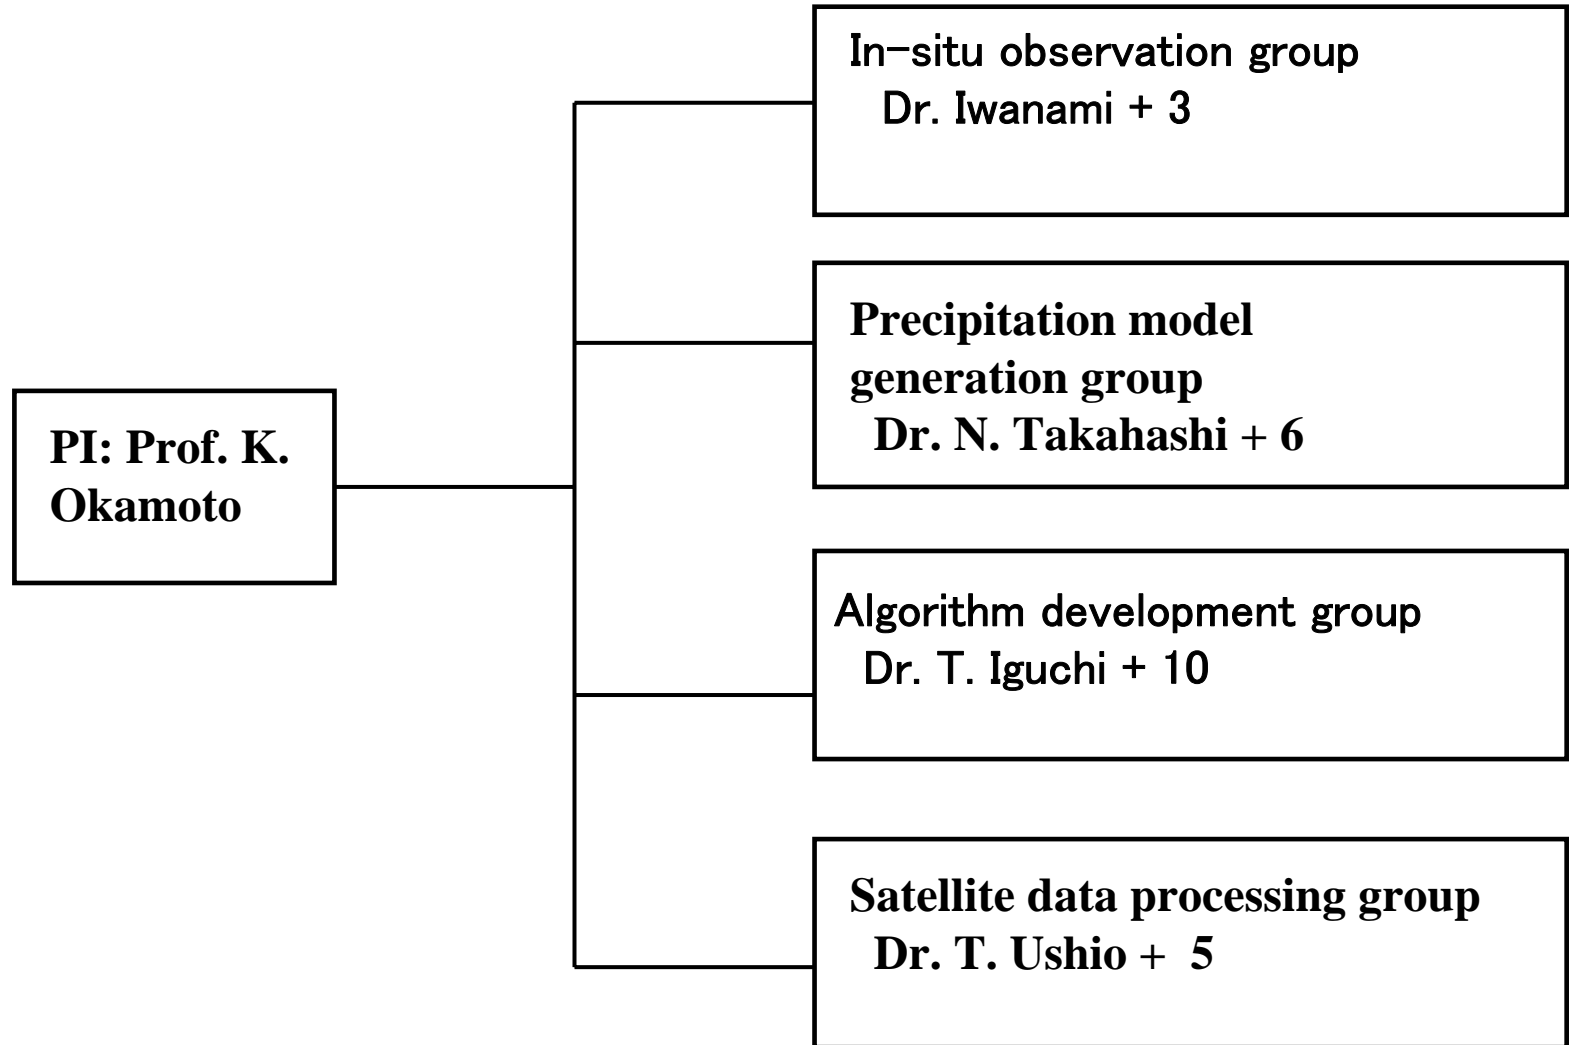 In-situ observation group
Dr. Iwanami + 3
Precipitation model
generation group
Dr. N. Takahashi + 6
PI: Prof. K.
Okamoto
Algorithm development group
Dr. T. Iguchi + 10
Satellite data processing group
Dr. T. Ushio + 5